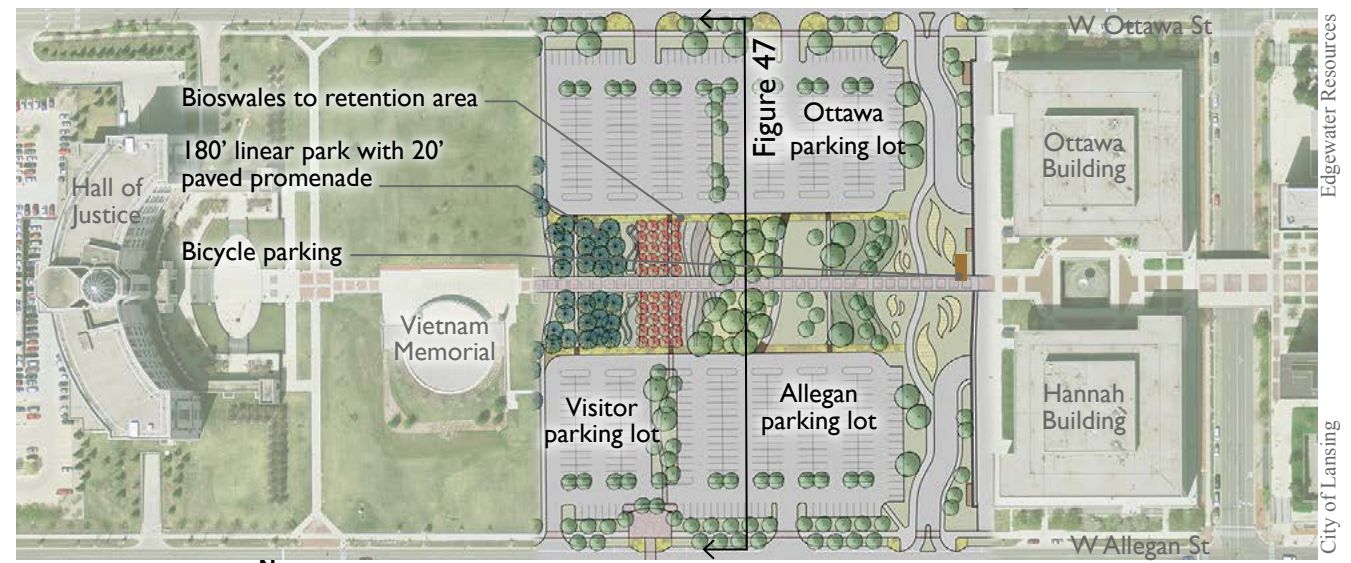 W Ottawa St
Bioswales to retention area
180’ linear park with 20’
paved promenade
Bicycle parking
Hall of
Justice
Vietnam
Memorial
Figure 47
Ottawa
parking lot
Ottawa
Building
Visitor
parking lot
Allegan
parking lot
Hannah
Building
W Allegan St
Edgewater Resources
City of Lansing
N